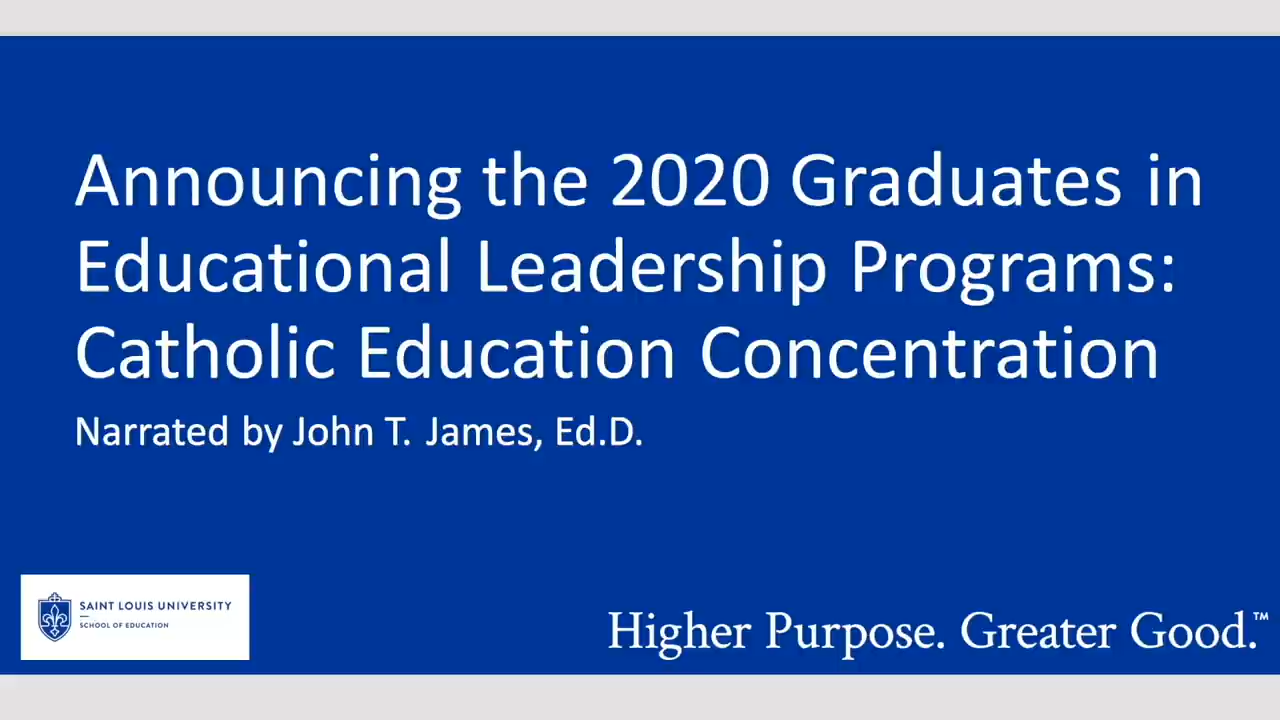 Announcing the 2020 Graduates in
Educational Leadership Programs:
Catholic Education Concentration
Narrated by John T. James, Ed.D.
SAINT LOUIS UNIVERSITY
SCHOOL OF EDUCATION
Higher Purpose. Greater Good.™